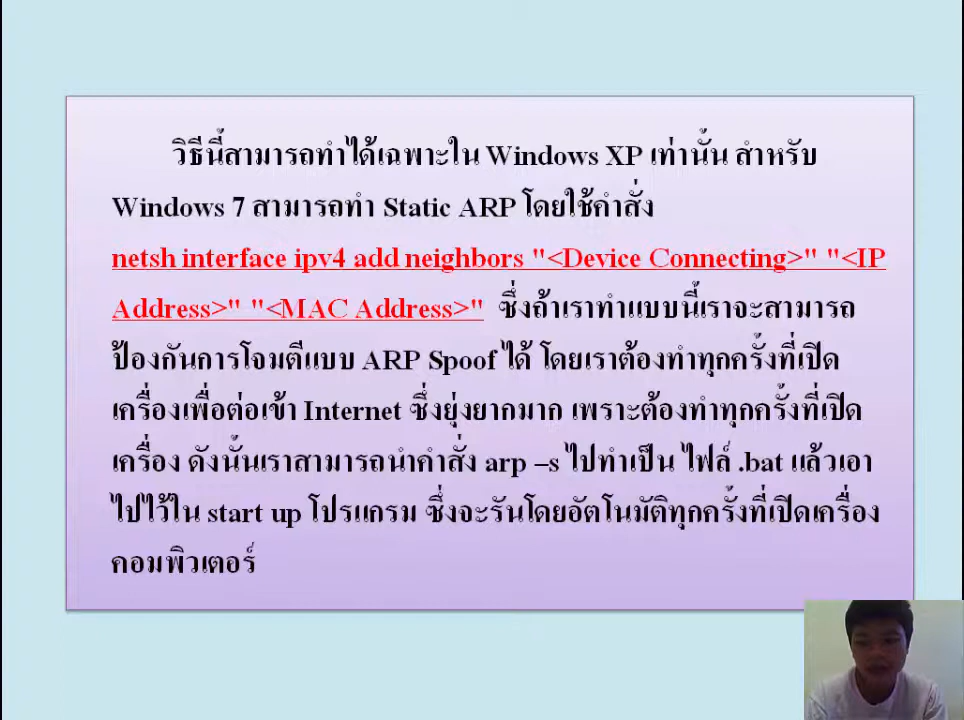 วิธีนี้สามารถทำได้เฉพาะใน Windows XP เท่านั้น สำหรับ
Windows 7 สามารถทำ Static ARP โดยใช้คำสั่ง
netsh interface ipv4 add neighbors "<Device Connecting>" "<IP
Address>" "<MAC Address>" ซึ่งถ้าเราทำแบบนี้เราจะสามารถ
ป้องกันการโจมตีแบบ ARP Spoof ได้ โดยเราต้องทำทุกครั้งที่เปิด
เครื่องเพื่อต่อเข้า Internet ซึ่งยุ่งยากมาก เพราะต้องทำทุกครั้งที่เปิด
เครื่อง ดังนั้นเราสามารถนำคำสั่ง arp –s ไปทำเป็น ไฟล์ .bat แล้วเอา
ไปไว้ใน start up โปรแกรม ซึ่งจะรันโดยอัตโนมัติทุกครั้งที่เปิดเครื่อง
คอมพิวเตอร์